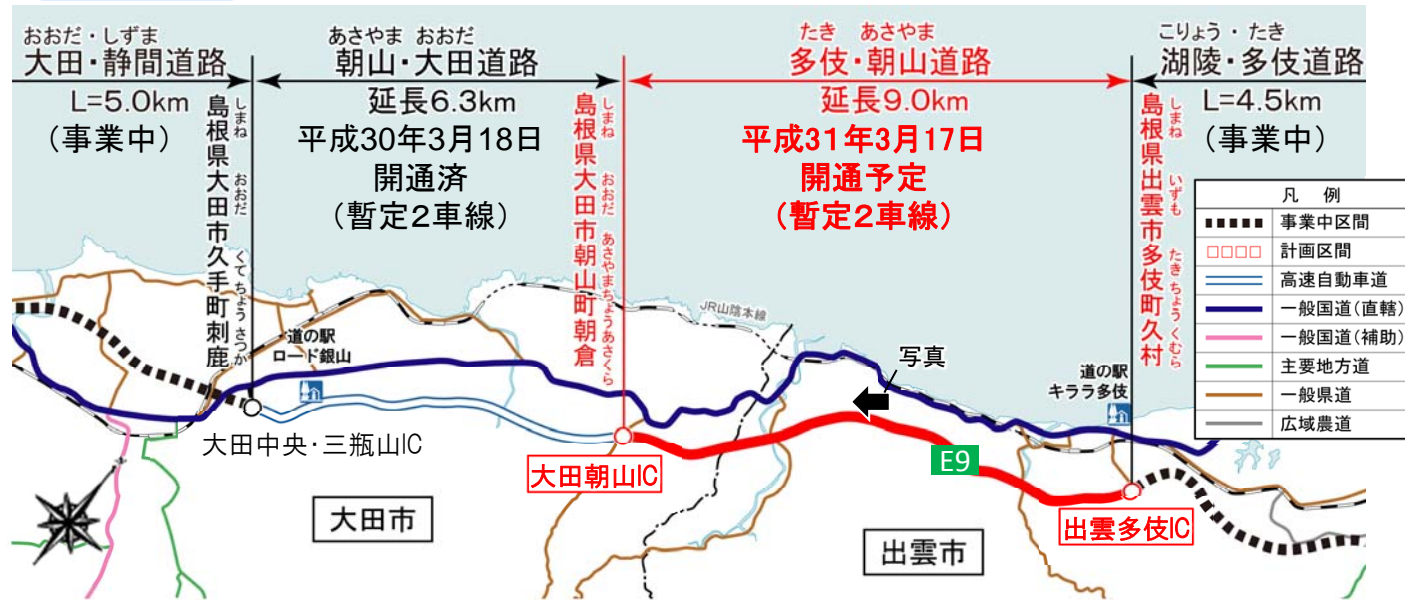 おおだ・しずま
大田・静間道路
L=5.0km
(事業中)
あさやま おおだ
朝山・大田道路
延長6.3km
平成30年3月18日
開通済
(暫定2車線)
たき あさやま
多伎・朝山道路
延長9.0km
平成31年3月17日
開通予定
(暫定2車線)
こりょう・たき
湖陵・多伎道路
L=4.5km
(事業中)
島根県大田市久手町刺鹿
しまね おおだ くてちょう さつか
島根県大田市朝山町朝倉
しまね おおだ あさやまちょうあさくら
島根県出雲市多伎町久村
しまね いずも たきちょうくむら
凡 例
事業中区間
計画区間
高速自動車道
一般国道(直轄)
一般国道(補助)
主要地方道
一般県道
広域農道
JR山陰本線
道の駅
ロード銀山
写真
道の駅
キララ多伎
大田中央・三瓶山IC
大田朝山IC
E9
出雲多伎IC
大田市
出雲市